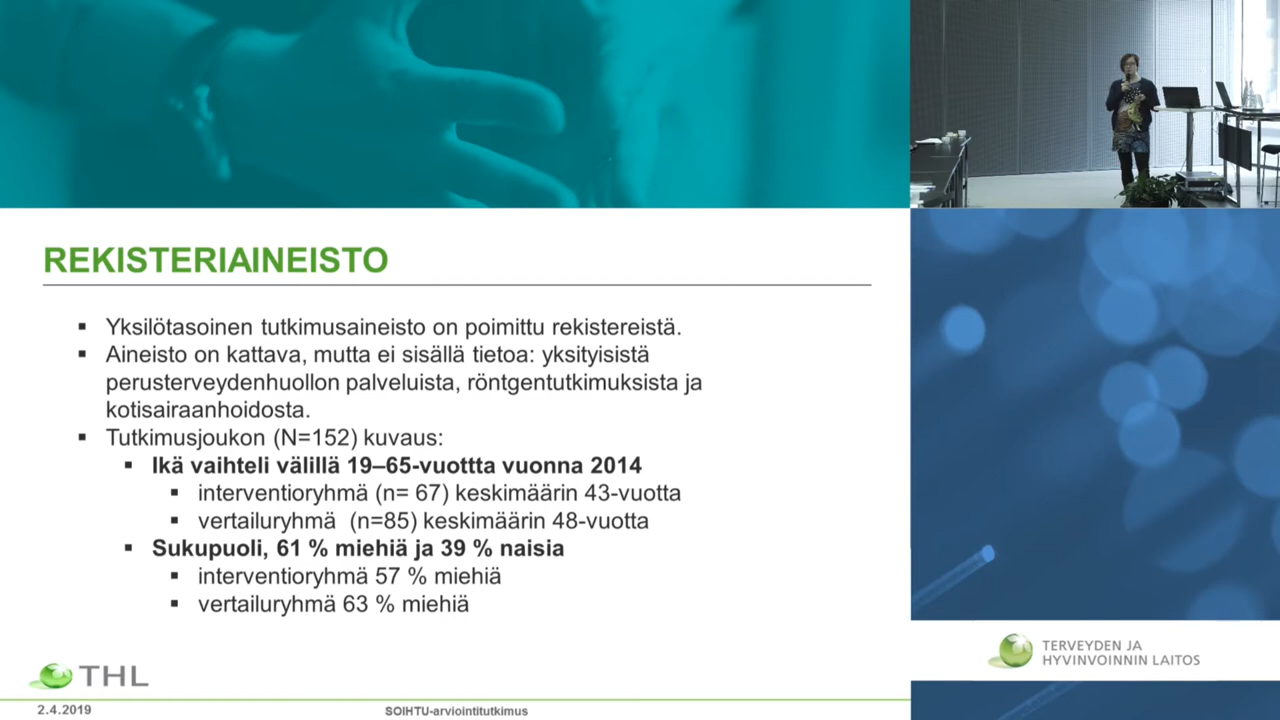 REKISTERIAINEISTO
▪ Yksilötasoinen tutkimusaineisto on poimittu rekistereistä.
▪ Aineisto on kattava, mutta ei sisällä tietoa: yksityisistä
perusterveydenhuollon palveluista, röntgentutkimuksista ja
kotisairaanhoidosta.
▪ Tutkimusjoukon (N=152) kuvaus:
▪ Ikä vaihteli välillä 19–65-vuottta vuonna 2014
▪ interventioryhmä (n= 67) keskimäärin 43-vuotta
▪ vertailuryhmä (n=85) keskimäärin 48-vuotta
▪ Sukupuoli, 61 % miehiä ja 39 % naisia
▪ interventioryhmä 57 % miehiä
▪ vertailuryhmä 63 % miehiä
THL
2.4.2019
SOIHTU-arviointitutkimus
TERVEYDEN JA
HYVINVOINNIN LAITOS